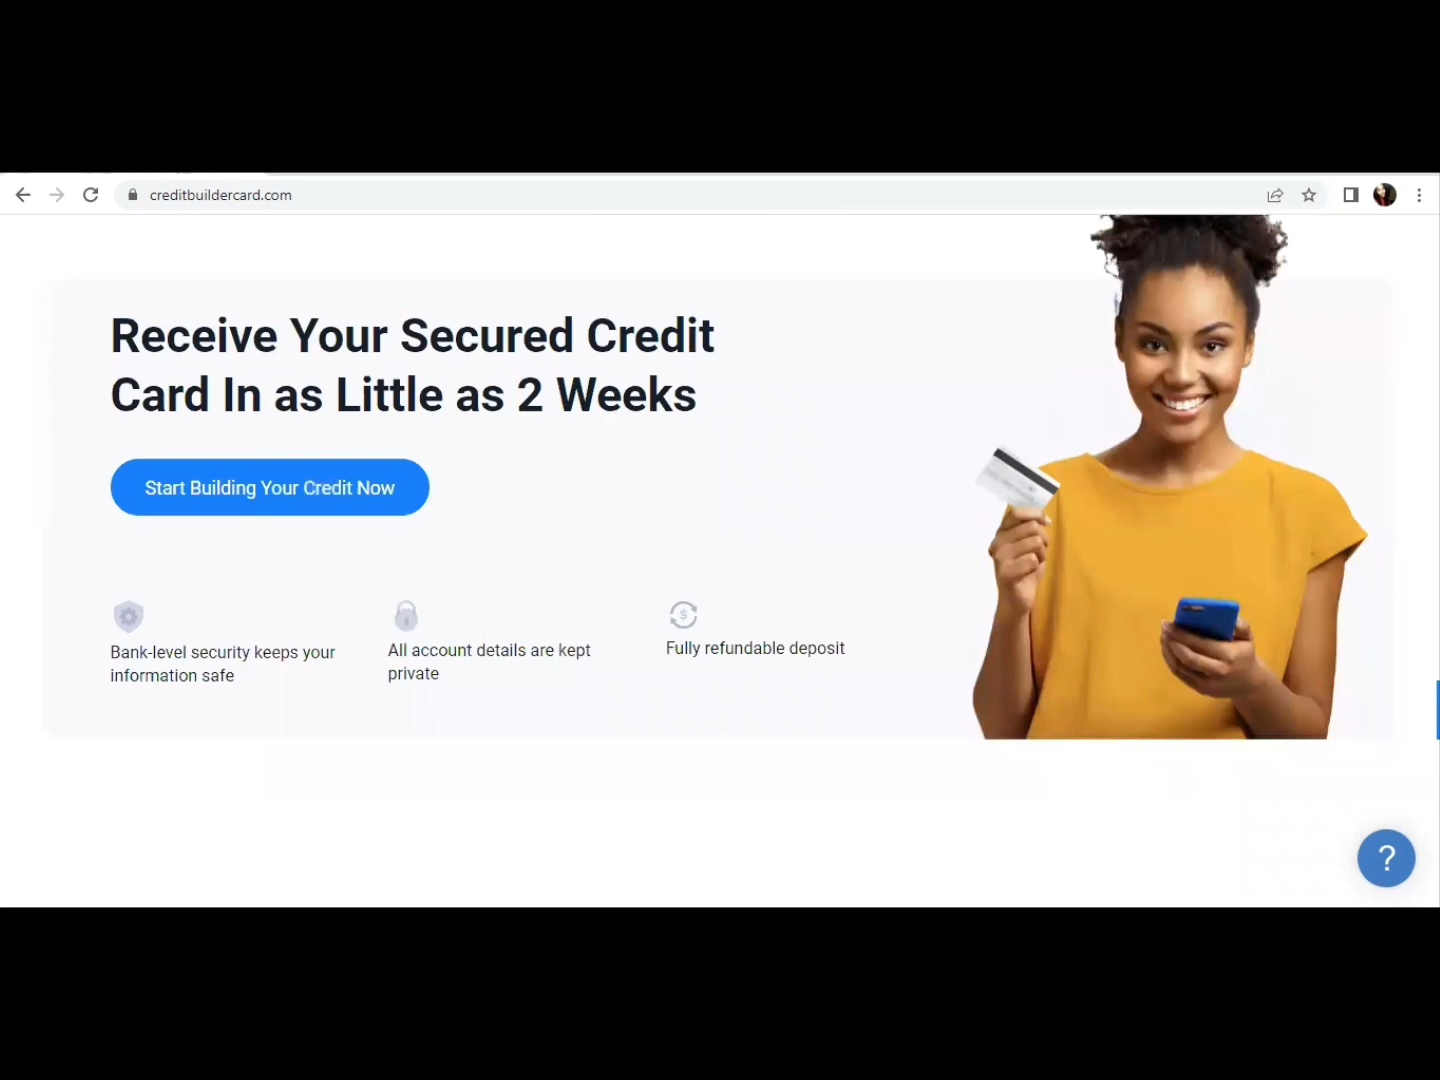 creditbuildercard.com
Receive Your Secured Credit
Card In as Little as 2 Weeks
Start Building Your Credit Now
Bank-level security keeps your
information safe
All account details are kept
private
Fully refundable deposit
?